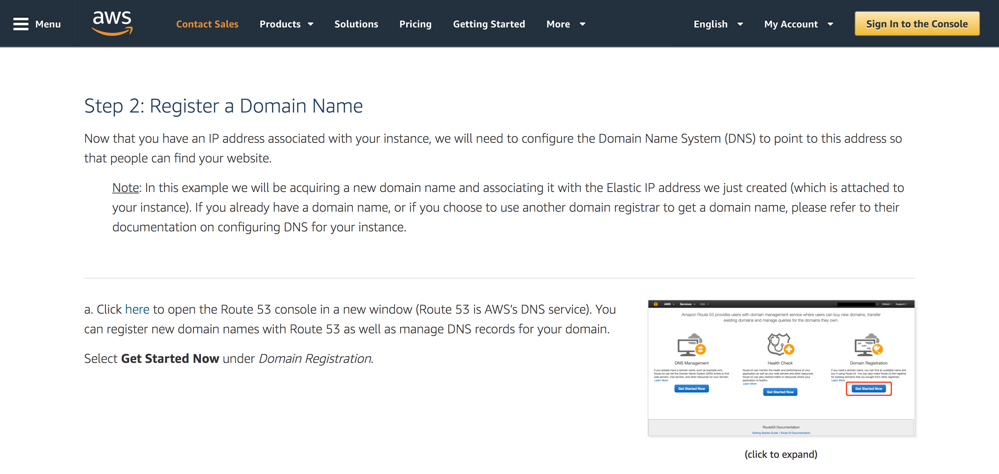 Menu
aws
Contact Sales
Products
Solutions
Pricing
Getting Started
More
English
My Account
Sign In to the Console
Step 2: Register a Domain Name
Now that you have an IP address associated with your instance, we will need to configure the Domain Name System (DNS) to point to this address so
that people can find your website.
Note: In this example we will be acquiring a new domain name and associating it with the Elastic IP address we just created (which is attached to
your instance). If you already have a domain name, or if you choose to use another domain registrar to get a domain name, please refer to their
documentation on configuring DNS for your instance.
a. Click here to open the Route 53 console in a new window (Route 53 is AWS’s DNS service). You
can register new domain names with Route 53 as well as manage DNS records for your domain.
Select Get Started Now under Domain Registration.
AWS
Services
Edit
Global
Support
Amazon Route 53 provides users with domain management service where users can buy new domains, transfer
existing domains and manage queries for the domains they own.
.net
.com
.org
DNS Management
If you already have a domain name, such as example.com,
Route 53 can tell the Domain Name System (DNS) where to find
web servers, mail servers, and other resources for your domain.
Learn More
Get Started Now
Health Check
Route 53 can monitor the health and performance of your
application as well as your web servers and other resources.
Route 53 can also redirect traffic to resources where your
application is healthy.
Learn More
Get Started Now
Domain Registration
If you need a domain name, you can find an available name and
buy it using Route 53. You can also make Route 53 the registrar
for existing domains that you bought from other registrars.
Learn More
Get Started Now
Route53 Documentation
Getting Started Guide | Route 53 Documentation
(click to expand)